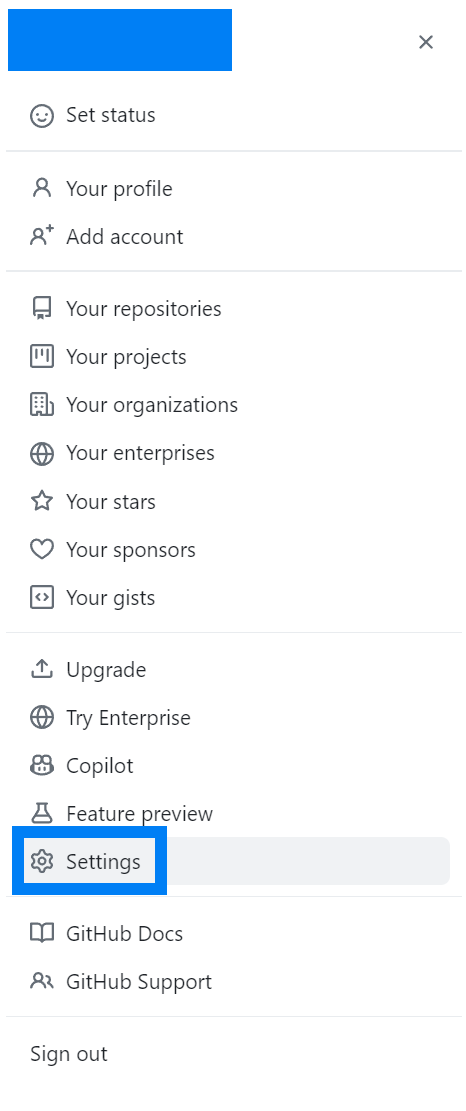 Set status
Your profile
Add account
Your repositories
Your projects
Your organizations
Your enterprises
Your stars
Your sponsors
Your gists
Upgrade
Try Enterprise
Copilot
Feature preview
Settings
GitHub Docs
GitHub Support
Sign out